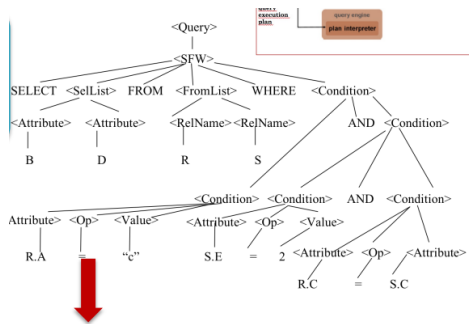 query
execution
plan
query engine
plan interpreter
<Query>
<SFW>
SELECT <SelList> FROM <FromList> WHERE <Condition>
<Attribute> <Attribute> <RelName> <RelName> AND <Condition>
B D R S
<Condition> <Condition> AND <Condition>
Attribute> <Op> <Value> <Attribute> <Op> <Value> <Attribute> <Op> <Attribute>
R.A = “c” S.E = 2
R.C = S.C